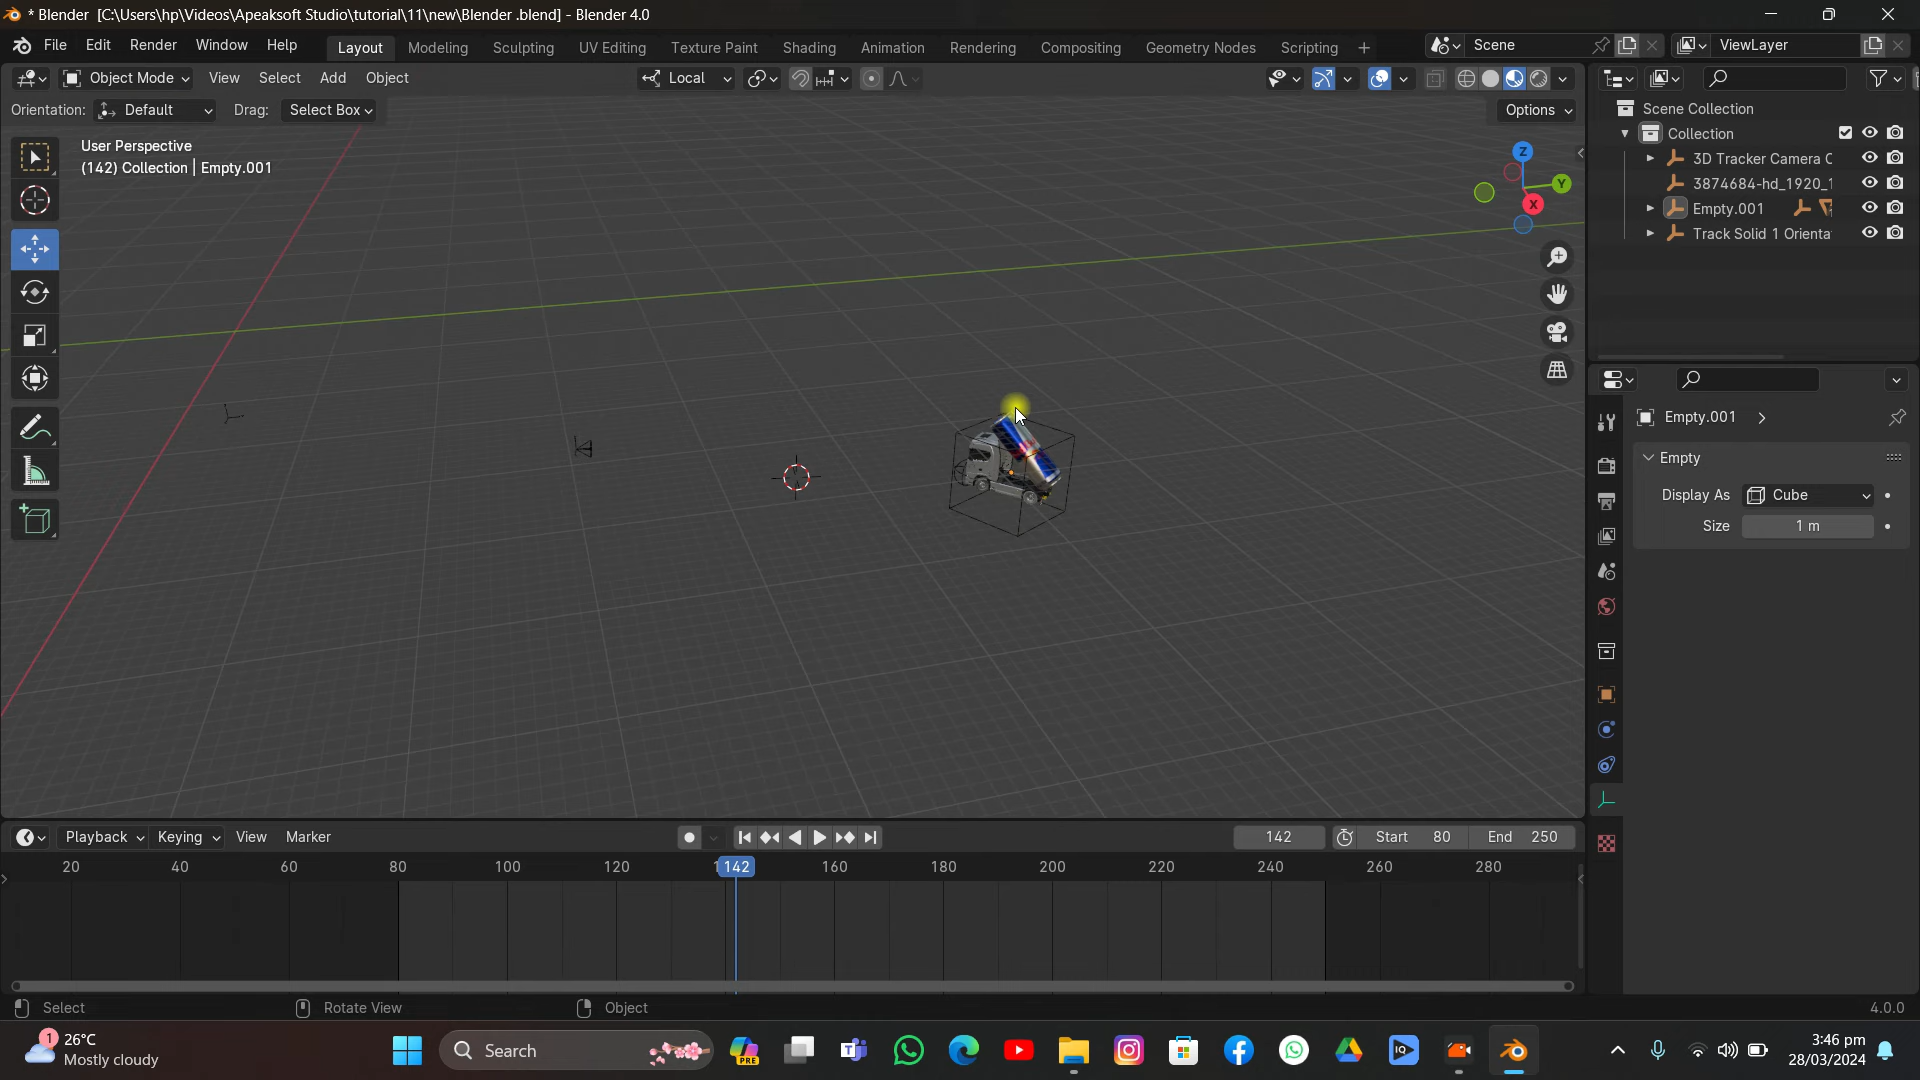 * Blender [C:\Users\hp\Videos\Apeaksoft Studio\tutorial\11\new\Blender .blend] - Blender 4.0
File Edit Render Window Help Layout Modeling Sculpting UV Editing Texture Paint Shading Animation Rendering Compositing Geometry Nodes Scripting + Scene ViewLayer
Object Mode View Select Add Object Local
Orientation: Default Drag: Select Box Options
User Perspective
(142) Collection | Empty.001
Z
Y
X
Scene Collection
Collection
3D Tracker Camera C
3874684-hd_1920_1
Empty.001
Track Solid 1 Orienta
Empty.001
Empty
Display As Cube
Size 1 m
Playback Keying View Marker 142 Start 80 End 250
20 40 60 80 100 120 142 160 180 200 220 240 260 280
Select Rotate View Object 4.0.0
1 26°C
Mostly cloudy
Search
PRE
IQ
3:46 pm
28/03/2024